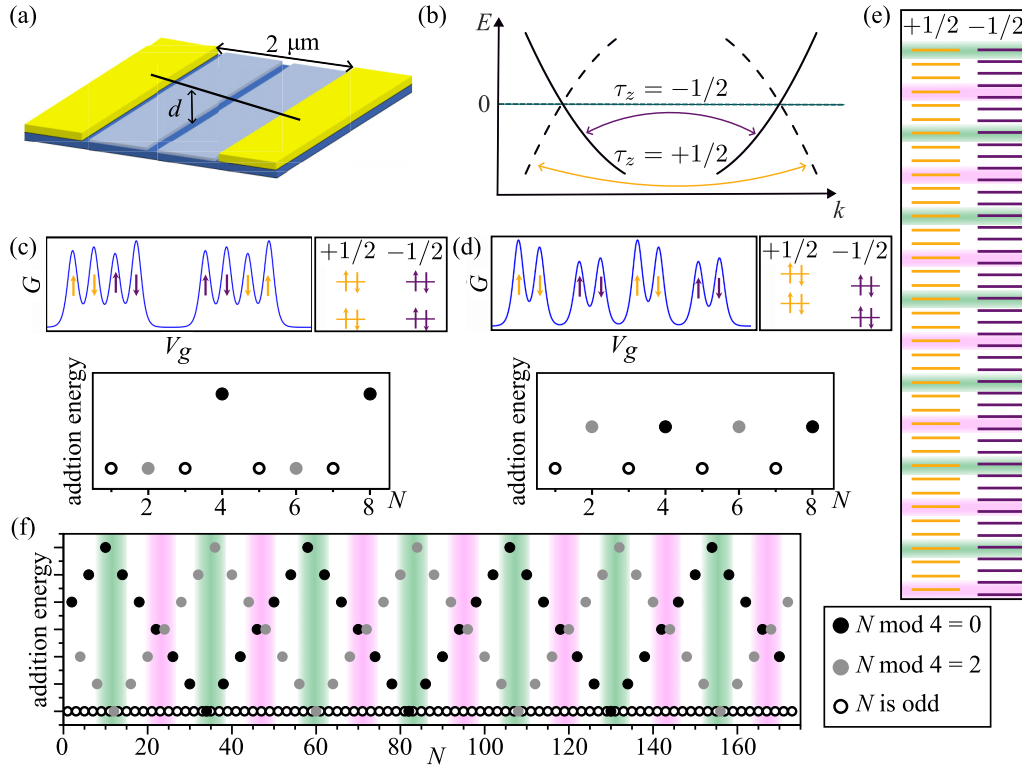 (a)
2 μm
d
(b)
E
0
τz = −1/2
τz = +1/2
k
(e)
+1/2 −1/2
(c)
G
Vg
+1/2 −1/2
addtion energy
2 4 6 8 N
(d)
G
Vg
+1/2 −1/2
addtion energy
2 4 6 8 N
(f)
addition energy
0 20 40 60 80 100 120 140 160
N
N mod 4 = 0
N mod 4 = 2
N is odd